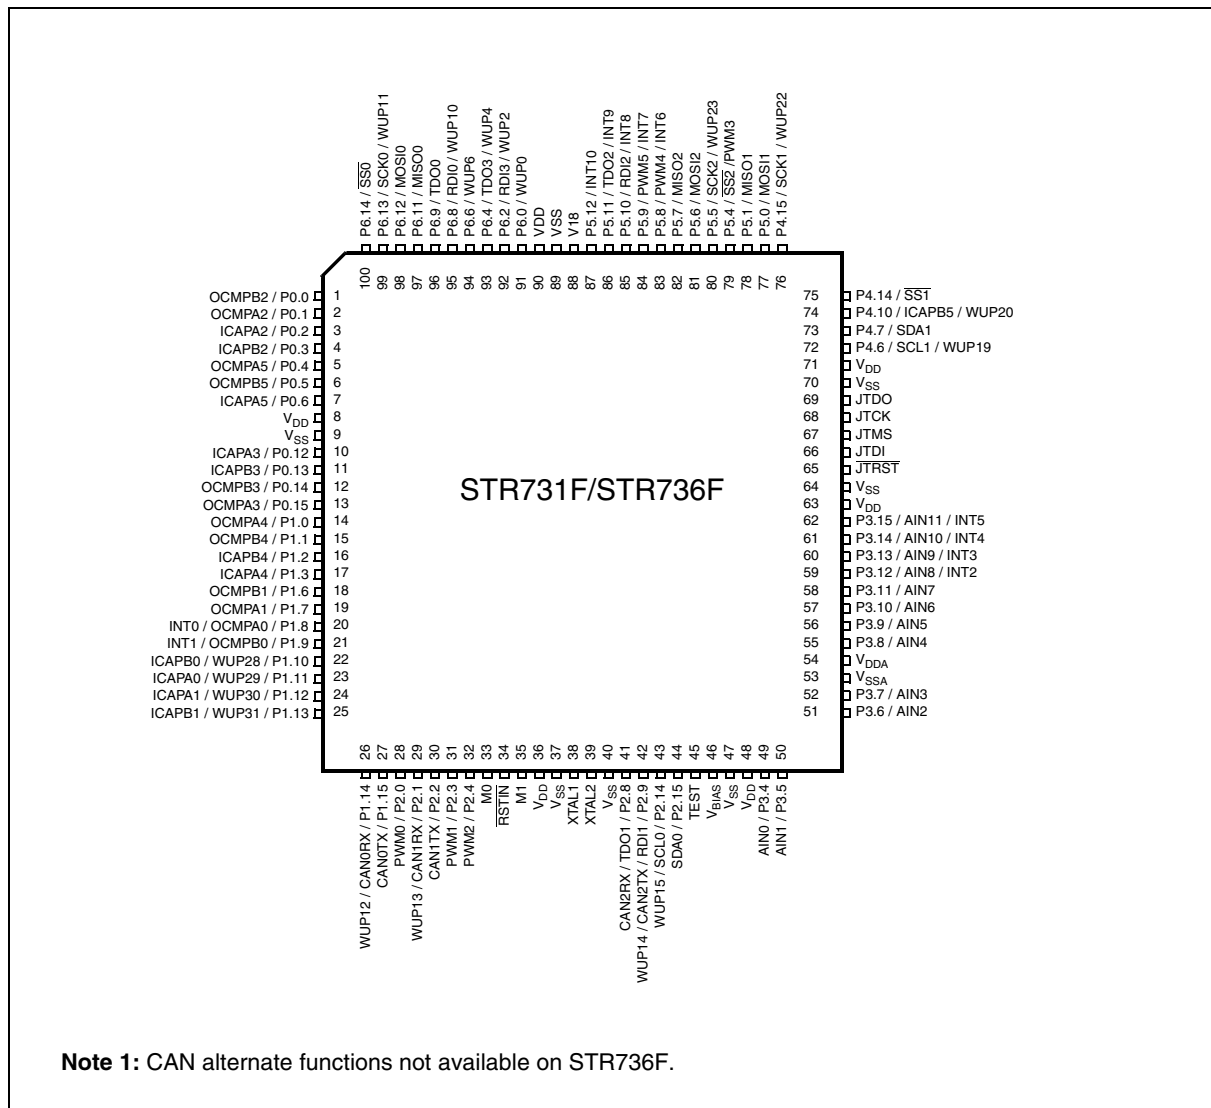 P6.14 / SS0
P6.13 / SCK0 / WUP11
P6.12 / MOSI0
P6.11 / MISO0
P6.9 / TDO0
P6.8 / RDI0 / WUP10
P6.6 / WUP6
P6.4 / TDO3 / WUP4
P6.2 / RDI3 / WUP2
P6.0 / WUP0
VDD
VSS
V18
P5.12 / INT10
P5.11 / TDO2 / INT9
P5.10 / RDI2 / INT8
P5.9 / PWM5 / INT7
P5.8 / PWM4 / INT6
P5.7 / MISO2
P5.6 / MOSI2
P5.5 / SCK2 / WUP23
P5.4 / SS2 /PWM3
P5.1 / MISO1
P5.0 / MOSI1
P4.15 / SCK1 / WUP22
100
99
98
97
96
95
94
93
92
91
90
89
88
87
86
85
84
83
82
81
80
79
78
77
76
OCMPB2 / P0.0 1
OCMPA2 / P0.1 2
ICAPA2 / P0.2 3
ICAPB2 / P0.3 4
OCMPA5 / P0.4 5
OCMPB5 / P0.5 6
ICAPA5 / P0.6 7
VDD 8
VSS 9
ICAPA3 / P0.12 10
ICAPB3 / P0.13 11
OCMPB3 / P0.14 12
OCMPA3 / P0.15 13
OCMPA4 / P1.0 14
OCMPB4 / P1.1 15
ICAPB4 / P1.2 16
ICAPA4 / P1.3 17
OCMPB1 / P1.6 18
OCMPA1 / P1.7 19
INT0 / OCMPA0 / P1.8 20
INT1 / OCMPB0 / P1.9 21
ICAPB0 / WUP28 / P1.10 22
ICAPA0 / WUP29 / P1.11 23
ICAPA1 / WUP30 / P1.12 24
ICAPB1 / WUP31 / P1.13 25
STR731F/STR736F
75 P4.14 / SS1
74 P4.10 / ICAPB5 / WUP20
73 P4.7 / SDA1
72 P4.6 / SCL1 / WUP19
71 VDD
70 VSS
69 JTDO
68 JTCK
67 JTMS
66 JTDI
65 JTRST
64 VSS
63 VDD
62 P3.15 / AIN11 / INT5
61 P3.14 / AIN10 / INT4
60 P3.13 / AIN9 / INT3
59 P3.12 / AIN8 / INT2
58 P3.11 / AIN7
57 P3.10 / AIN6
56 P3.9 / AIN5
55 P3.8 / AIN4
54 VDDA
53 VSSA
52 P3.7 / AIN3
51 P3.6 / AIN2
26
27
28
29
30
31
32
33
34
35
36
37
38
39
40
41
42
43
44
45
46
47
48
49
50
WUP12 / CAN0RX / P1.14
CAN0TX / P1.15
PWM0 / P2.0
WUP13 / CAN1RX / P2.1
CAN1TX / P2.2
PWM1 / P2.3
PWM2 / P2.4
M0
RSTIN
M1
VDD
VSS
XTAL1
XTAL2
VSS
CAN2RX / TDO1 / P2.8
WUP14 / CAN2TX / RDI1 / P2.9
WUP15 / SCL0 / P2.14
SDA0 / P2.15
TEST
VBIAS
VSS
VDD
AIN0 / P3.4
AIN1 / P3.5
Note 1: CAN alternate functions not available on STR736F.